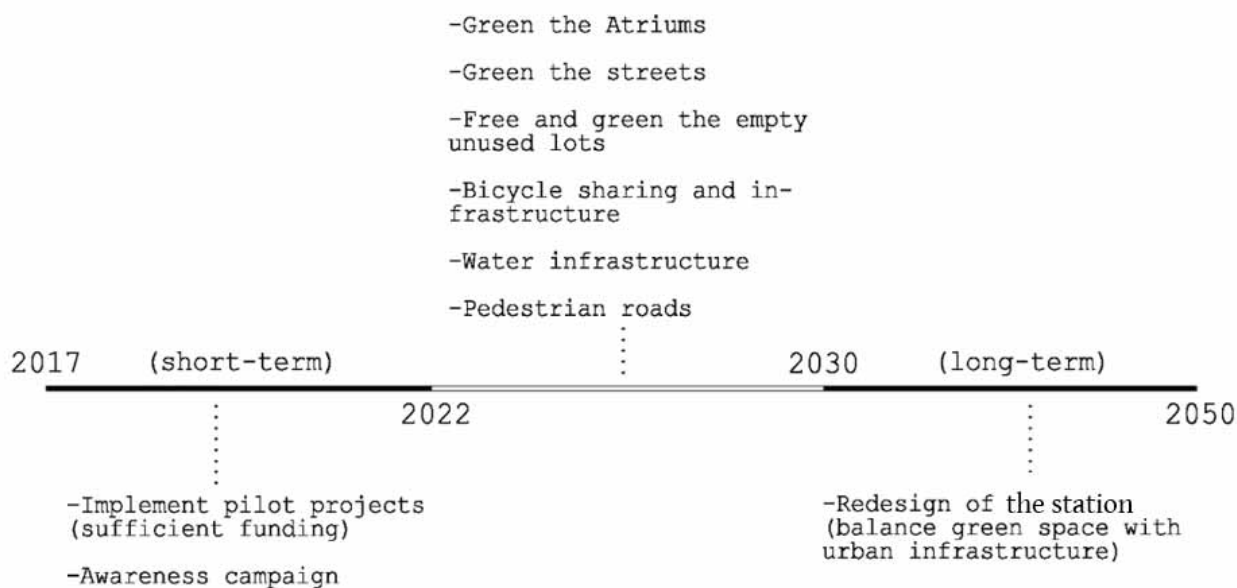 -Green the Atriums
-Green the streets
-Free and green the empty
unused lots
-Bicycle sharing and in-
frastructure
-Water infrastructure
-Pedestrian roads
2017 (short-term) 2030 (long-term)
2022 2050
-Implement pilot projects
(sufficient funding)
-Awareness campaign
-Redesign of the station
(balance green space with
urban infrastructure)